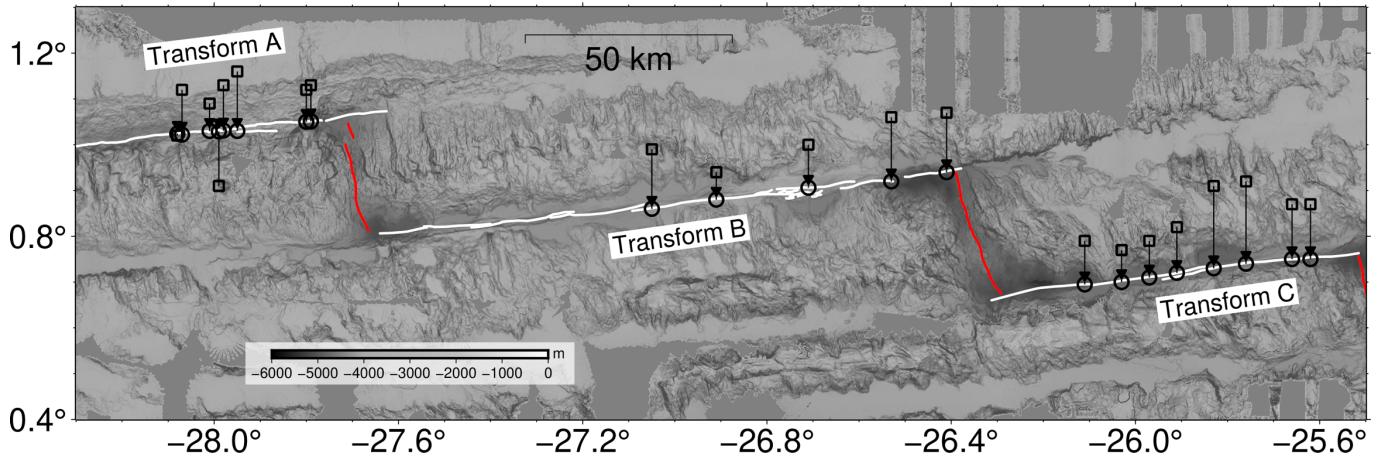 Transform A
50 km
1.2°
0.8°
Transform B
Transform C
m
−6000 −5000 −4000 −3000 −2000 −1000 0
0.4°
−28.0° −27.6° −27.2° −26.8° −26.4° −26.0° −25.6°